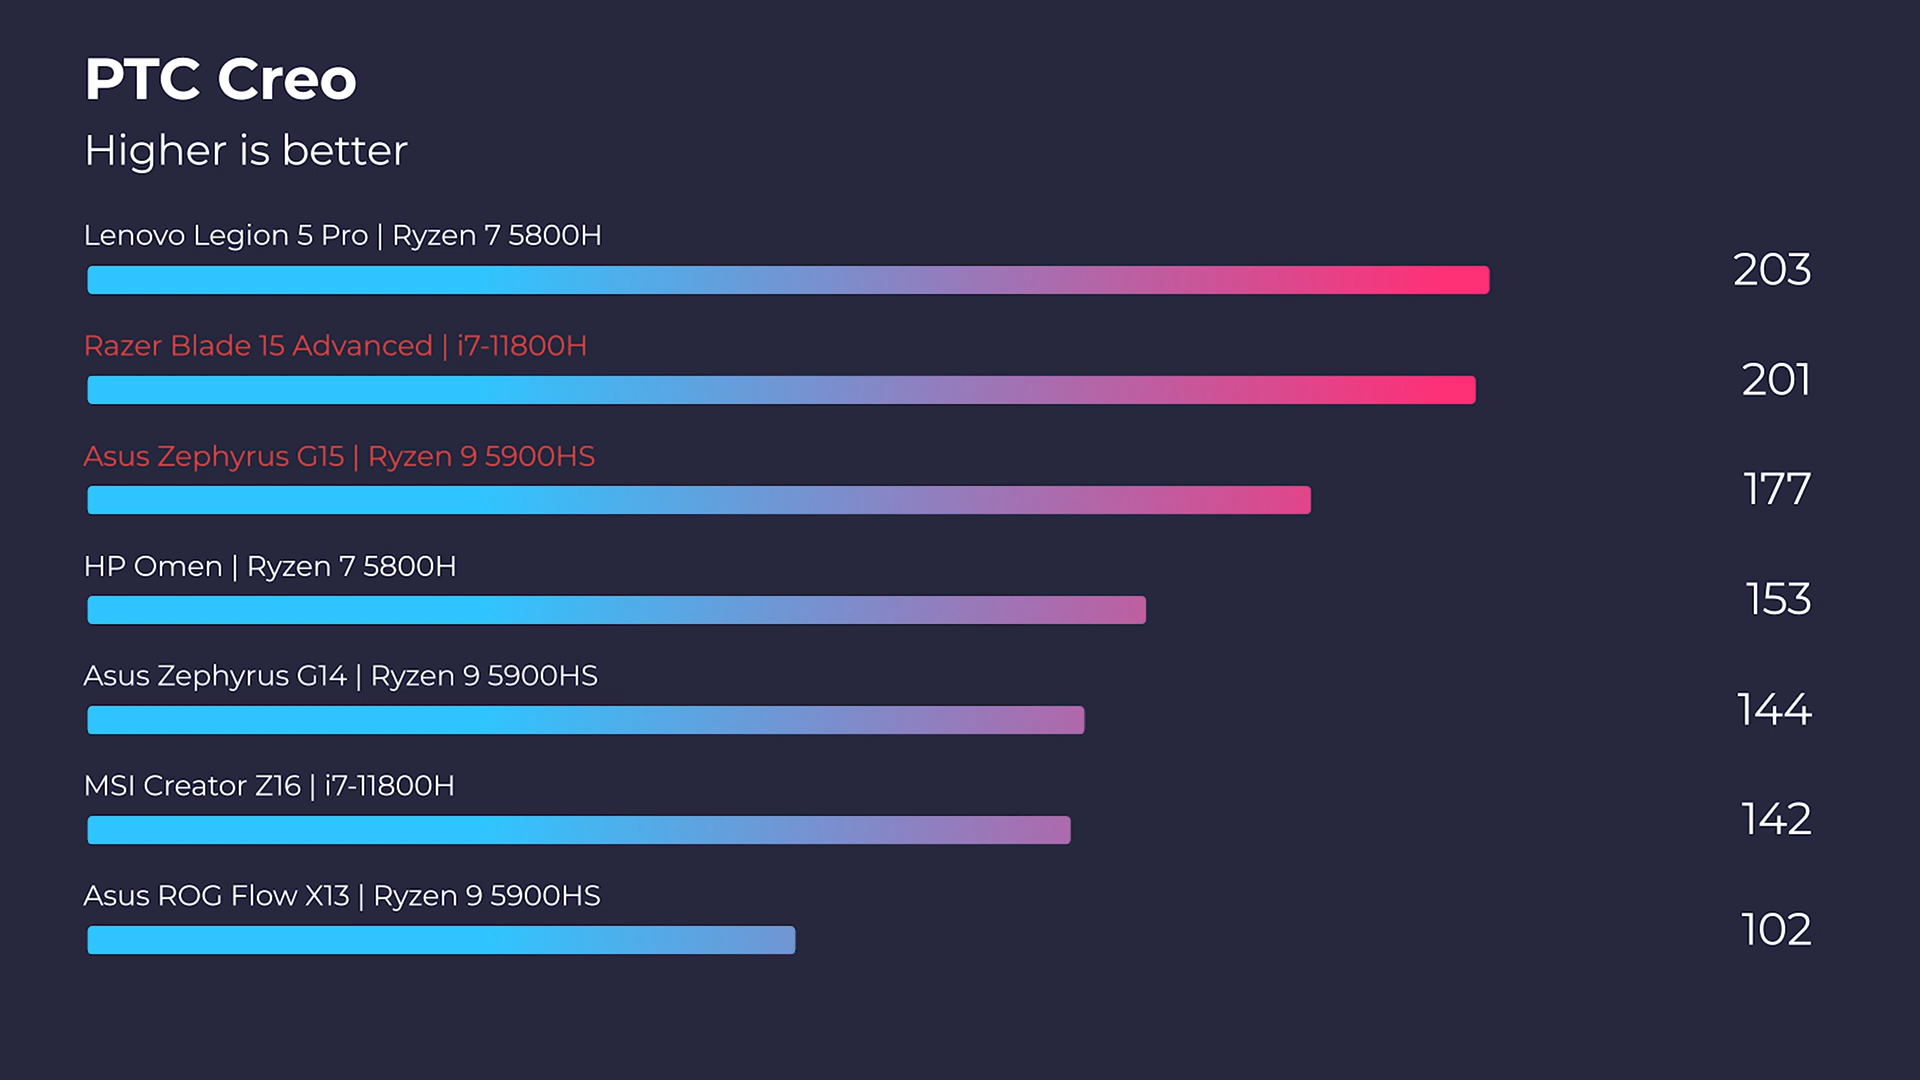 PTC Creo
Higher is better
Lenovo Legion 5 Pro | Ryzen 7 5800H
203
Razer Blade 15 Advanced | i7-11800H
201
Asus Zephyrus G15 | Ryzen 9 5900HS
177
HP Omen | Ryzen 7 5800H
153
Asus Zephyrus G14 | Ryzen 9 5900HS
144
MSI Creator Z16 | i7-11800H
142
Asus ROG Flow X13 | Ryzen 9 5900HS
102